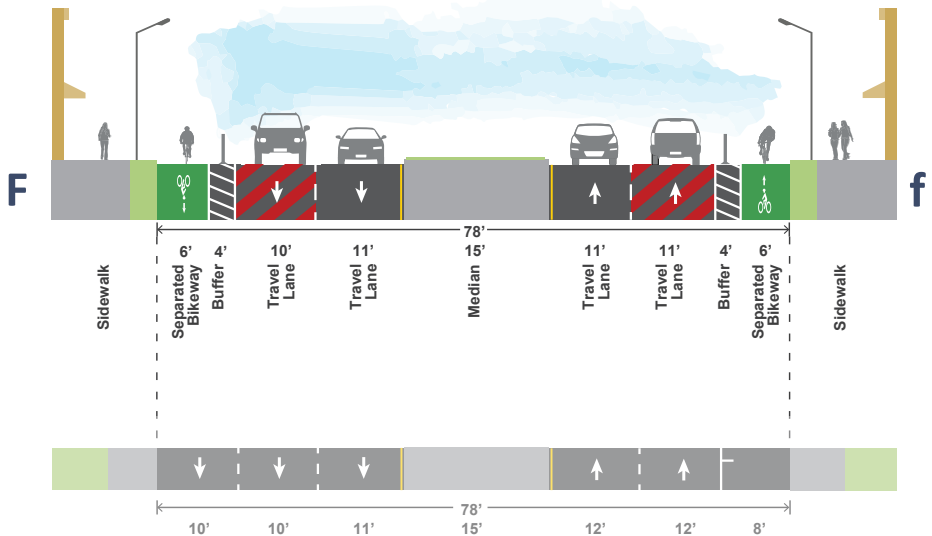 F
f
78’
6’ 4’ 10’ 11’ 15’ 11’ 11’ 4’ 6’
Sidewalk
Separated
Bikeway
Buffer
Travel
Lane
Travel
Lane
Median
Travel
Lane
Travel
Lane
Buffer
Separated
Bikeway
Sidewalk
78’
10’ 10’ 11’ 15’ 12’ 12’ 8’